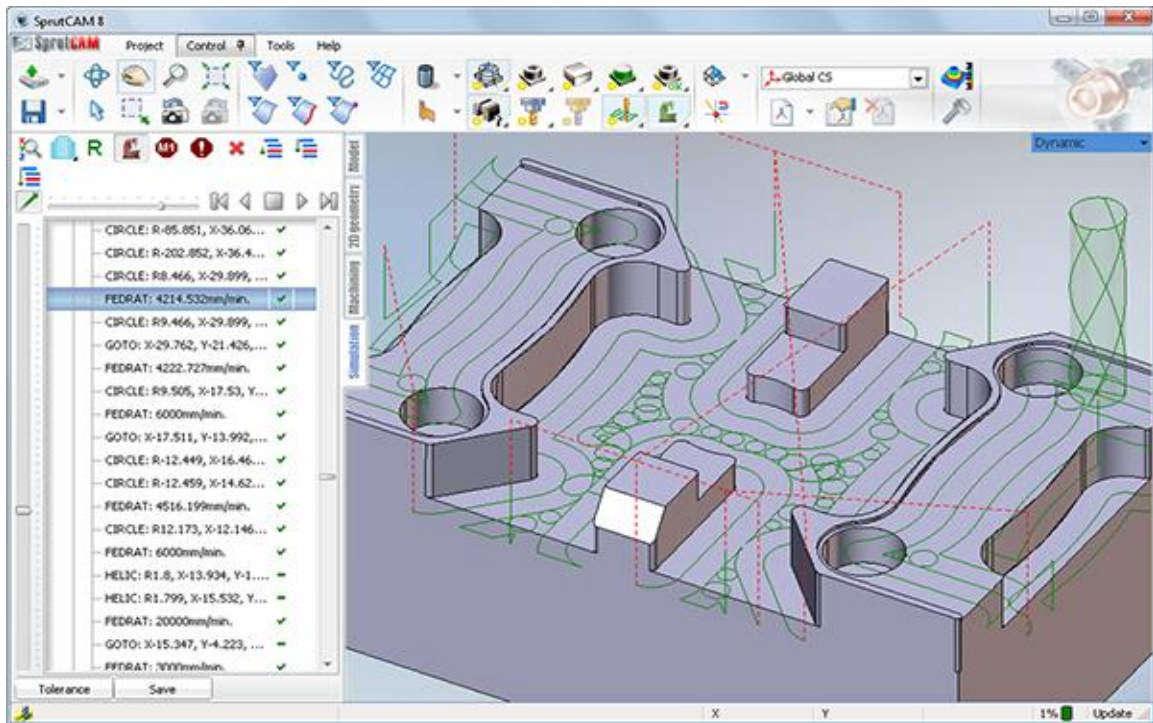 SprutCAM 8
SprutCAM Project Control Tools Help
Global CS
R M1
Dynamic
Model
2D geometry
Machining
Simulation
CIRCLE: R-85.851, X-36.06...
CIRCLE: R-202.852, X-36.4...
CIRCLE: R8.466, X-29.899, ...
FEDRAT: 4214.532mm/min.
CIRCLE: R9.466, X-29.899, ...
GOTO: X-29.762, Y-21.426, ...
FEDRAT: 4222.727mm/min.
CIRCLE: R9.505, X-17.53, Y...
FEDRAT: 6000mm/min.
GOTO: X-17.511, Y-13.992, ...
CIRCLE: R-12.449, X-16.46...
CIRCLE: R-12.459, X-14.62...
FEDRAT: 4516.199mm/min.
CIRCLE: R12.173, X-12.146...
FEDRAT: 6000mm/min.
HELIC: R1.8, X-13.934, Y-1....
HELIC: R1.799, X-15.532, Y...
FEDRAT: 20000mm/min.
GOTO: X-15.347, Y-4.223, ...
FEDRAT: 3000mm/min.
Tolerance Save
X Y 1% Update